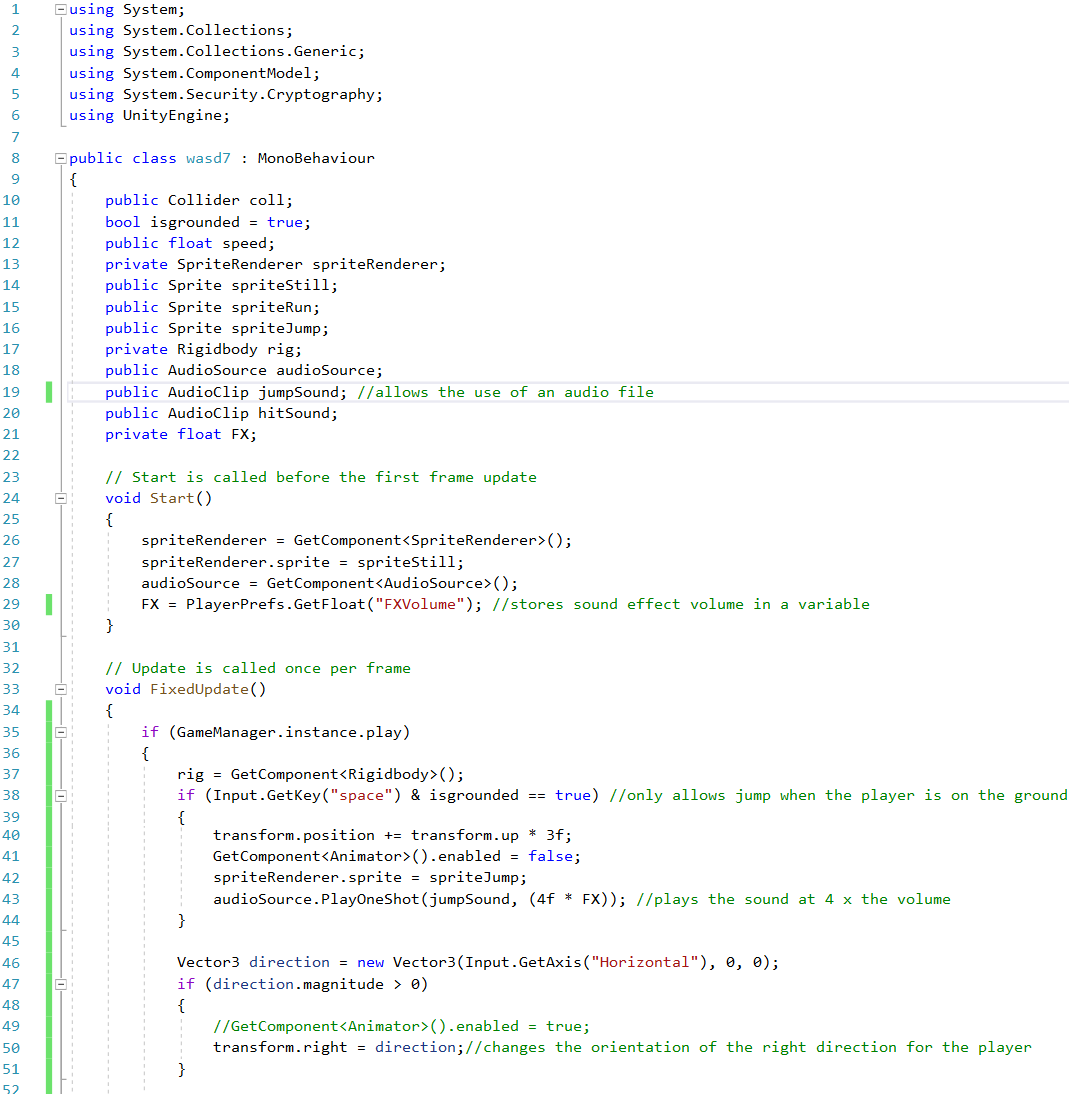 1 using System;
2 using System.Collections;
3 using System.Collections.Generic;
4 using System.ComponentModel;
5 using System.Security.Cryptography;
6 using UnityEngine;
7
8 public class wasd7 : MonoBehaviour
9 {
10 public Collider coll;
11 bool isgrounded = true;
12 public float speed;
13 private SpriteRenderer spriteRenderer;
14 public Sprite spriteStill;
15 public Sprite spriteRun;
16 public Sprite spriteJump;
17 private Rigidbody rig;
18 public AudioSource audioSource;
19 public AudioClip jumpSound; //allows the use of an audio file
20 public AudioClip hitSound;
21 private float FX;
22
23 // Start is called before the first frame update
24 void Start()
25 {
26 spriteRenderer = GetComponent<SpriteRenderer>();
27 spriteRenderer.sprite = spriteStill;
28 audioSource = GetComponent<AudioSource>();
29 FX = PlayerPrefs.GetFloat("FXVolume"); //stores sound effect volume in a variable
30 }
31
32 // Update is called once per frame
33 void FixedUpdate()
34 {
35 if (GameManager.instance.play)
36 {
37 rig = GetComponent<Rigidbody>();
38 if (Input.GetKey("space") & isgrounded == true) //only allows jump when the player is on the ground
39 {
40 transform.position += transform.up * 3f;
41 GetComponent<Animator>().enabled = false;
42 spriteRenderer.sprite = spriteJump;
43 audioSource.PlayOneShot(jumpSound, (4f * FX)); //plays the sound at 4 x the volume
44 }
45
46 Vector3 direction = new Vector3(Input.GetAxis("Horizontal"), 0, 0);
47 if (direction.magnitude > 0)
48 {
49 //GetComponent<Animator>().enabled = true;
50 transform.right = direction;//changes the orientation of the right direction for the player
51 }
52